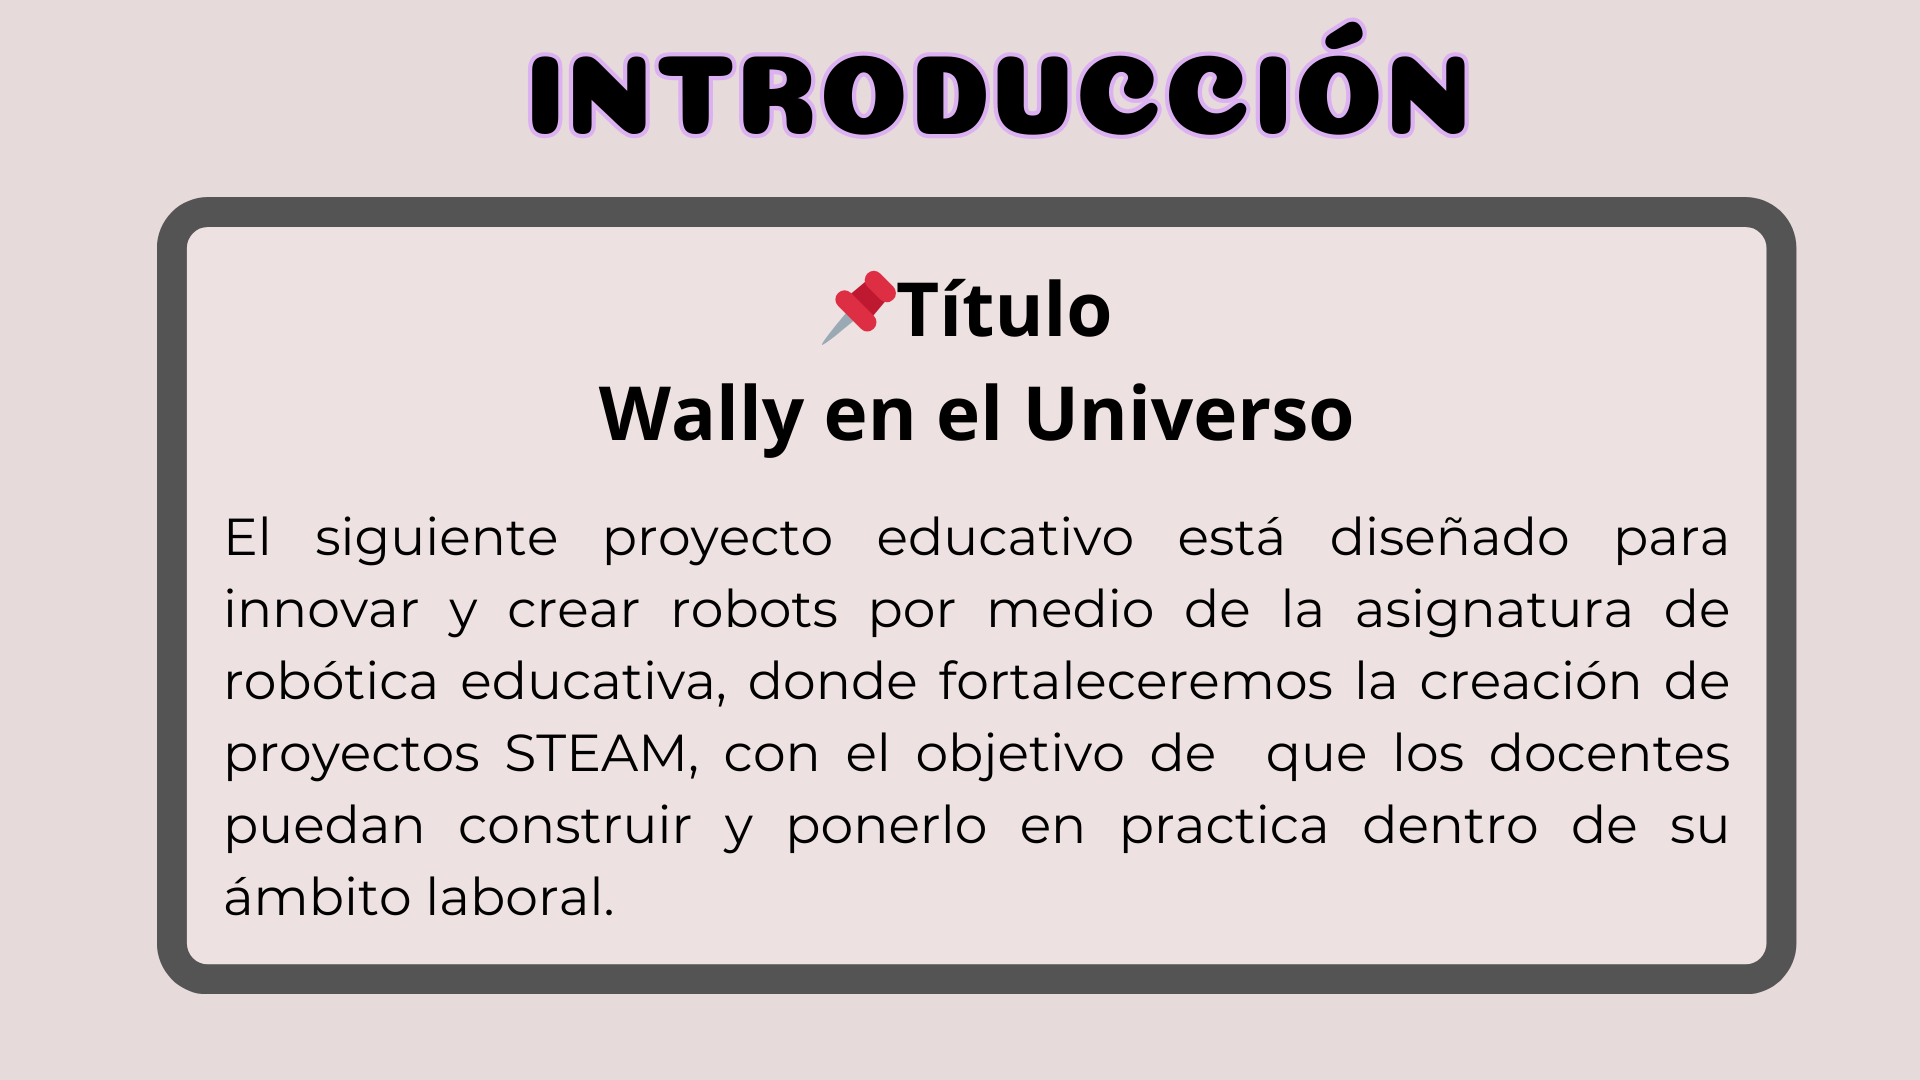 INTRODUCCIÓN
📌Título
Wally en el Universo
El siguiente proyecto educativo está diseñado para
innovar y crear robots por medio de la asignatura de
robótica educativa, donde fortaleceremos la creación de
proyectos STEAM, con el objetivo de  que los docentes
puedan construir y ponerlo en practica dentro de su
ámbito laboral.